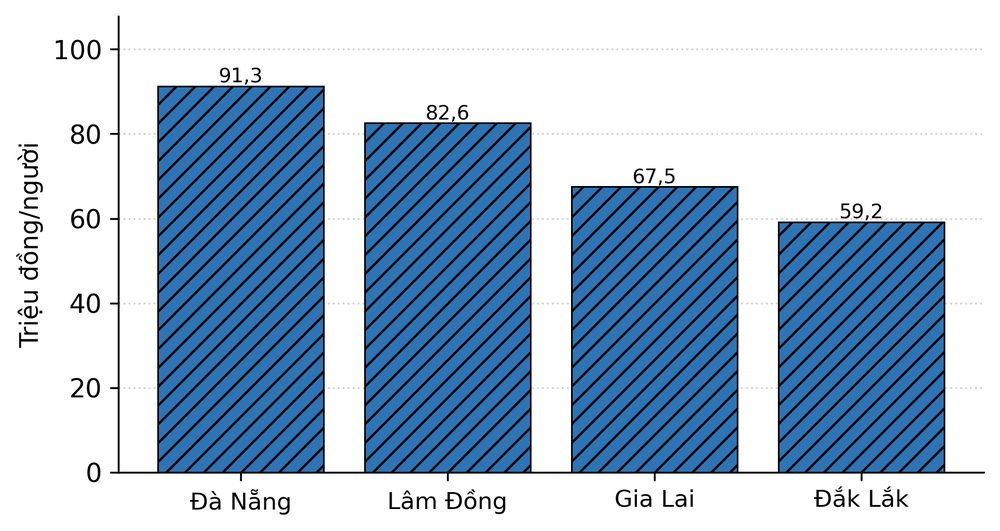 Triệu đồng/người
100
80
60
40
20
0
91,3
82,6
67,5
59,2
Đà Nẵng
Lâm Đồng
Gia Lai
Đắk Lắk